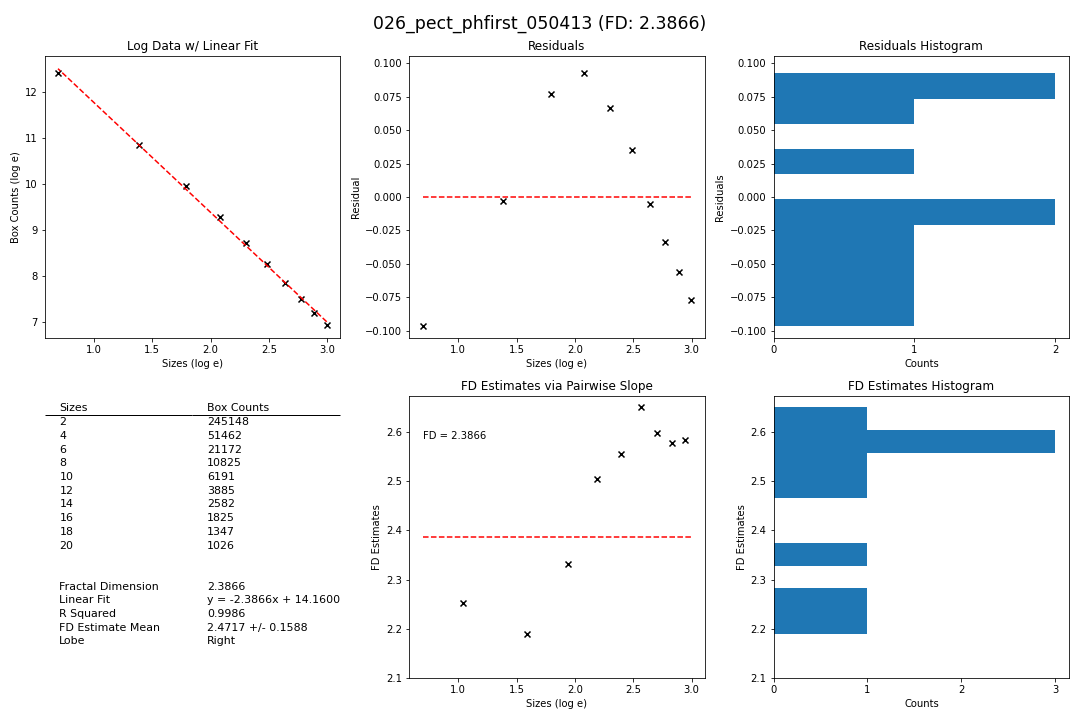 026_pect_phfirst_050413 (FD: 2.3866)
Log Data w/ Linear Fit
12
11
10
9
8
7
Box Counts (log e)
1.0 1.5 2.0 2.5 3.0
Sizes (log e)
Residuals
0.100
0.075
0.050
0.025
0.000
−0.025
−0.050
−0.075
−0.100
Residual
1.0 1.5 2.0 2.5 3.0
Sizes (log e)
Residuals Histogram
0.100
0.075
0.050
0.025
0.000
−0.025
−0.050
−0.075
−0.100
Residuals
0 1 2
Counts
Sizes Box Counts
2 245148
4 51462
6 21172
8 10825
10 6191
12 3885
14 2582
16 1825
18 1347
20 1026
Fractal Dimension 2.3866
Linear Fit y = -2.3866x + 14.1600
R Squared 0.9986
FD Estimate Mean 2.4717 +/- 0.1588
Lobe Right
FD Estimates via Pairwise Slope
FD = 2.3866
2.6
2.5
2.4
2.3
2.2
2.1
FD Estimates
1.0 1.5 2.0 2.5 3.0
Sizes (log e)
FD Estimates Histogram
2.6
2.5
2.4
2.3
2.2
2.1
FD Estimates
0 1 2 3
Counts